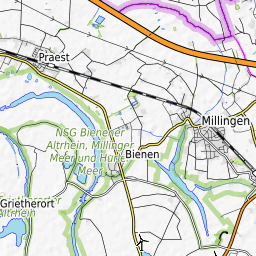 Praest
Millingen
NSG Bienener
Altrhein, Millinger
Meer und Hurler
Meer
Bienen
Grietherort
Altrhein